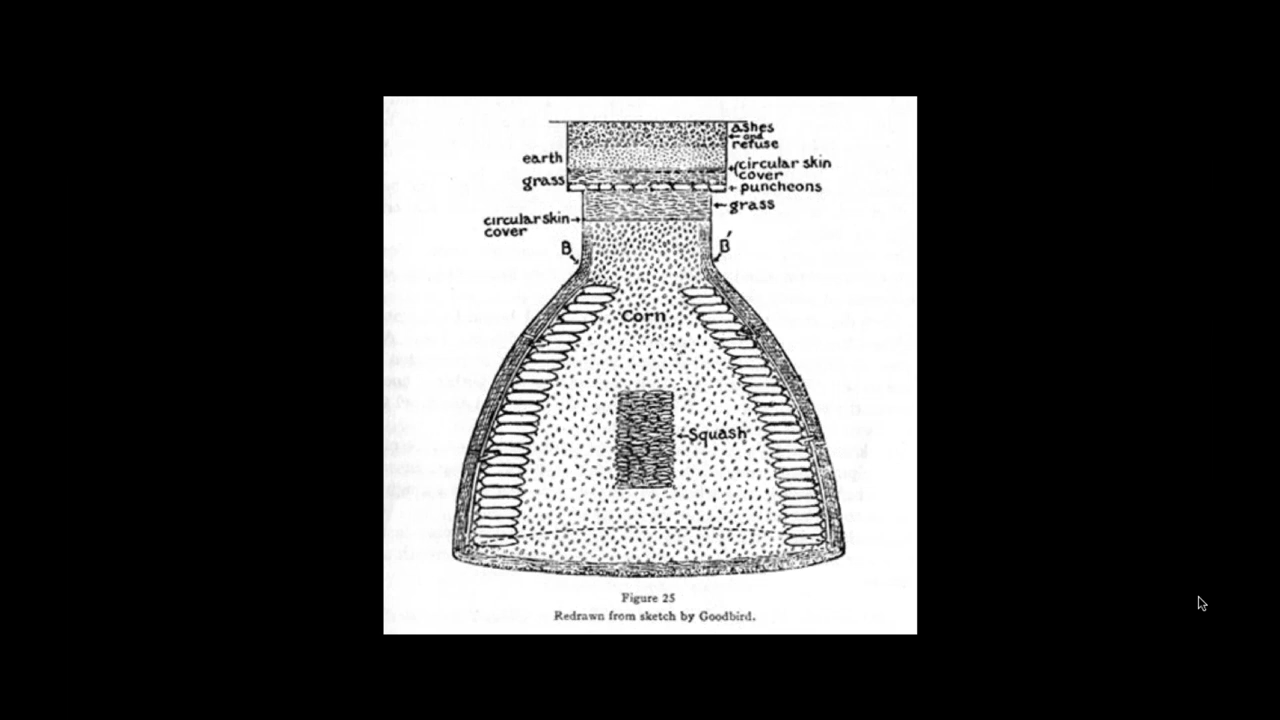 ashes
and
refuse
earth
circular skin
cover
grass
puncheons
grass
circular skin
cover
B
B′
Corn
Squash
Figure 25
Redrawn from sketch by Goodbird.